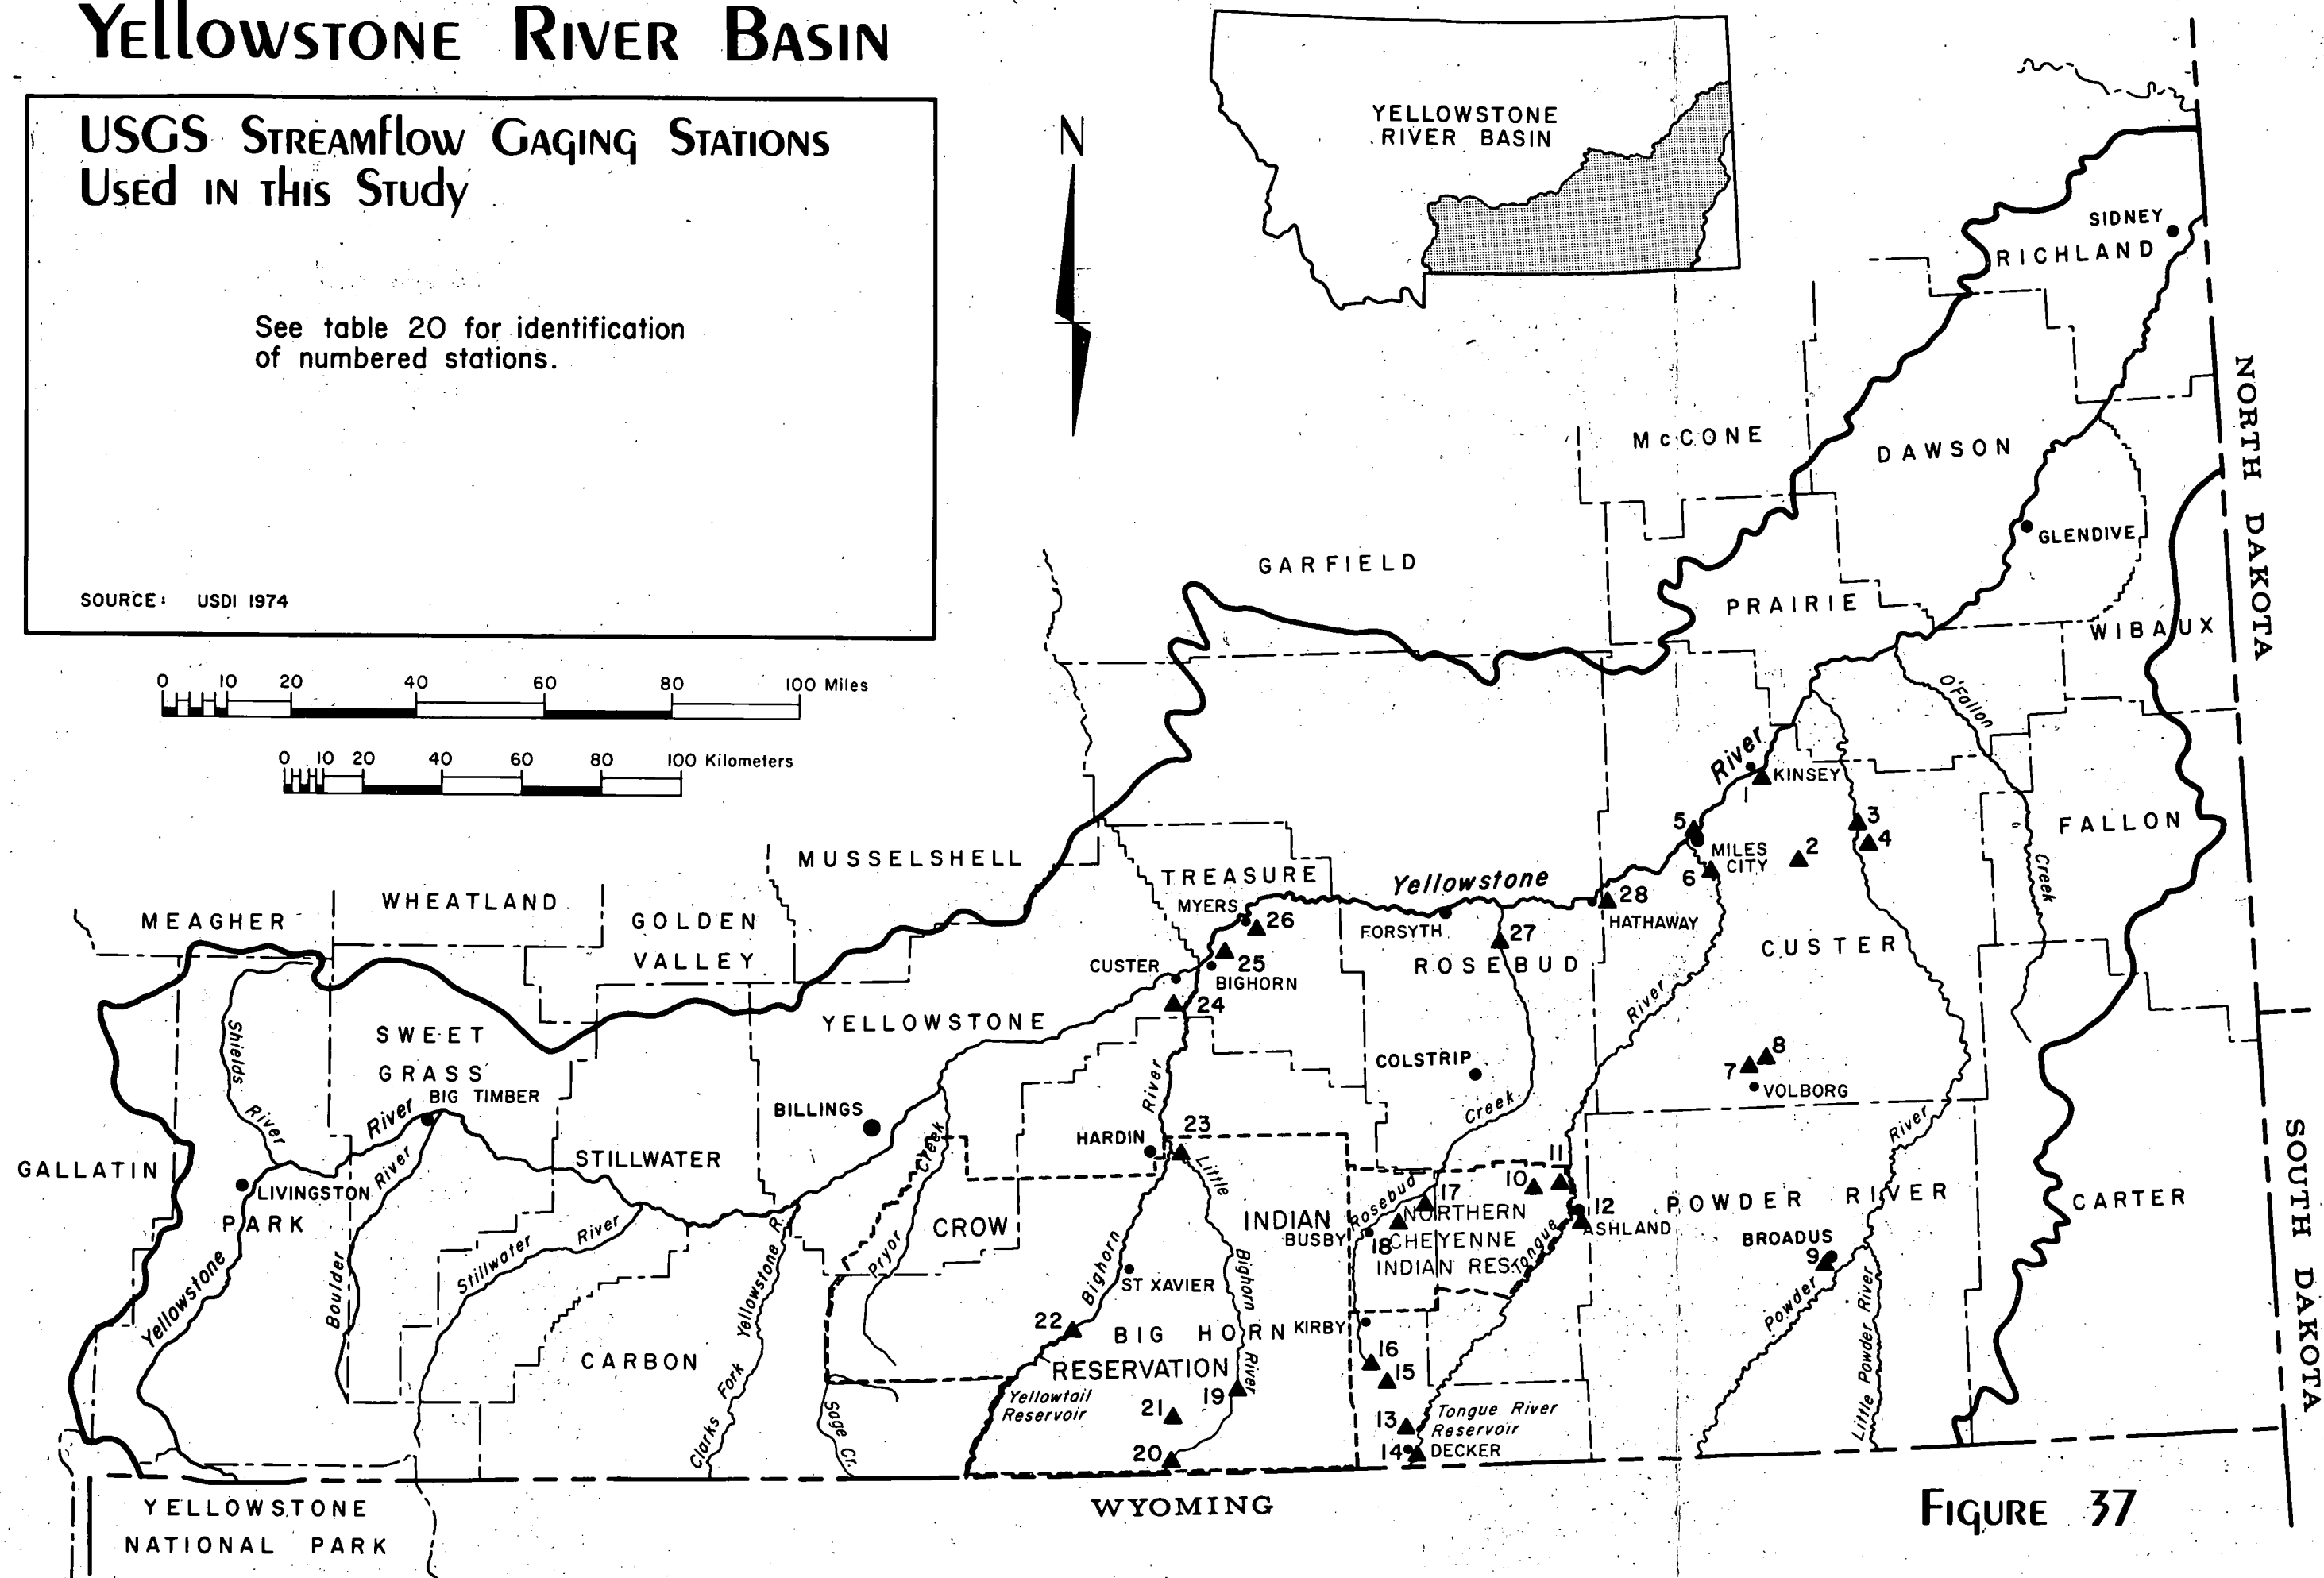 YELLOWSTONE RIVER BASIN
USGS STREAMFLOW GAGING STATIONS
USED IN THIS STUDY
See table 20 for identification
of numbered stations.
SOURCE: USDI 1974
N
YELLOWSTONE
RIVER BASIN
0 10 20 40 60 80 100 Miles
0 10 20 40 60 80 100 Kilometers
SIDNEY
RICHLAND
NORTH DAKOTA
McCONE
DAWSON
GLENDIVE
GARFIELD
PRAIRIE
WIBAUX
O'Fallon
Creek
River
KINSEY
1
5
3
4
2
MILES
CITY
6
FALLON
MUSSELSHELL
TREASURE
Yellowstone
MYERS
26
28
HATHAWAY
FORSYTH
27
ROSEBUD
CUSTER
MEAGHER
WHEATLAND
GOLDEN
VALLEY
CUSTER
25
BIGHORN
24
YELLOWSTONE
River
Shields
River
SWEET
GRASS
BIG TIMBER
River
COLSTRIP
Creek
8
7
VOLBORG
River
BILLINGS
HARDIN
River
23
Little
Bighorn
River
GALLATIN
LIVINGSTON
PARK
River
STILLWATER
Creek
Pryor
CROW
INDIAN
BUSBY
Rosebud
17
10
11
12
ASHLAND
NORTHERN
18
CHEYENNE
INDIAN RES.
Tongue
POWDER RIVER
BROADUS
9
Powder
Little Powder River
CARTER
SOUTH DAKOTA
Yellowstone
Boulder
Stillwater River
Clarks Fork Yellowstone R.
CARBON
Bighorn
ST XAVIER
22
BIG HORN
KIRBY
RESERVATION
16
15
Yellowtail
Reservoir
19
21
13
Tongue River
Reservoir
Sage Cr.
20
14
DECKER
WYOMING
YELLOWSTONE
NATIONAL PARK
FIGURE 37